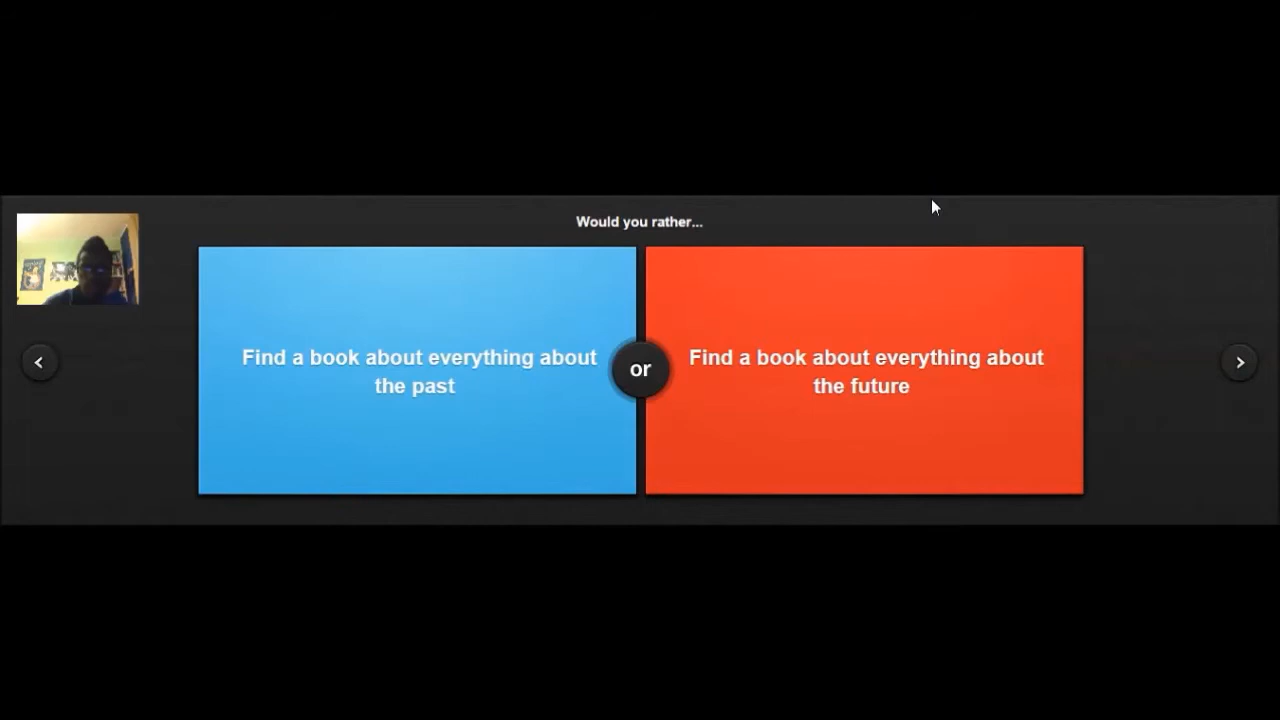 Would you rather...
Find a book about everything about
the past
or
Find a book about everything about
the future